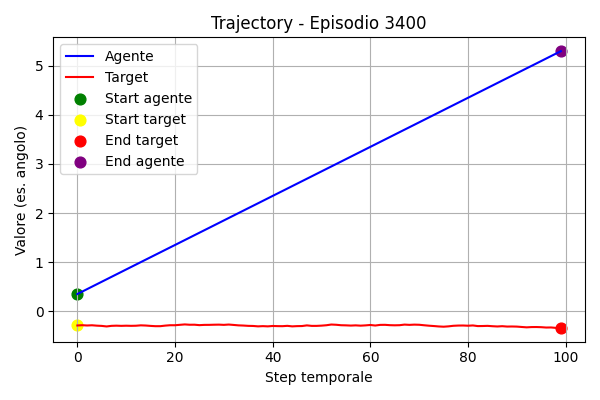 Trajectory - Episodio 3400
Agente
Target
Start agente
Start target
End target
End agente
Valore (es. angolo)
5
4
3
2
1
0
0 20 40 60 80 100
Step temporale